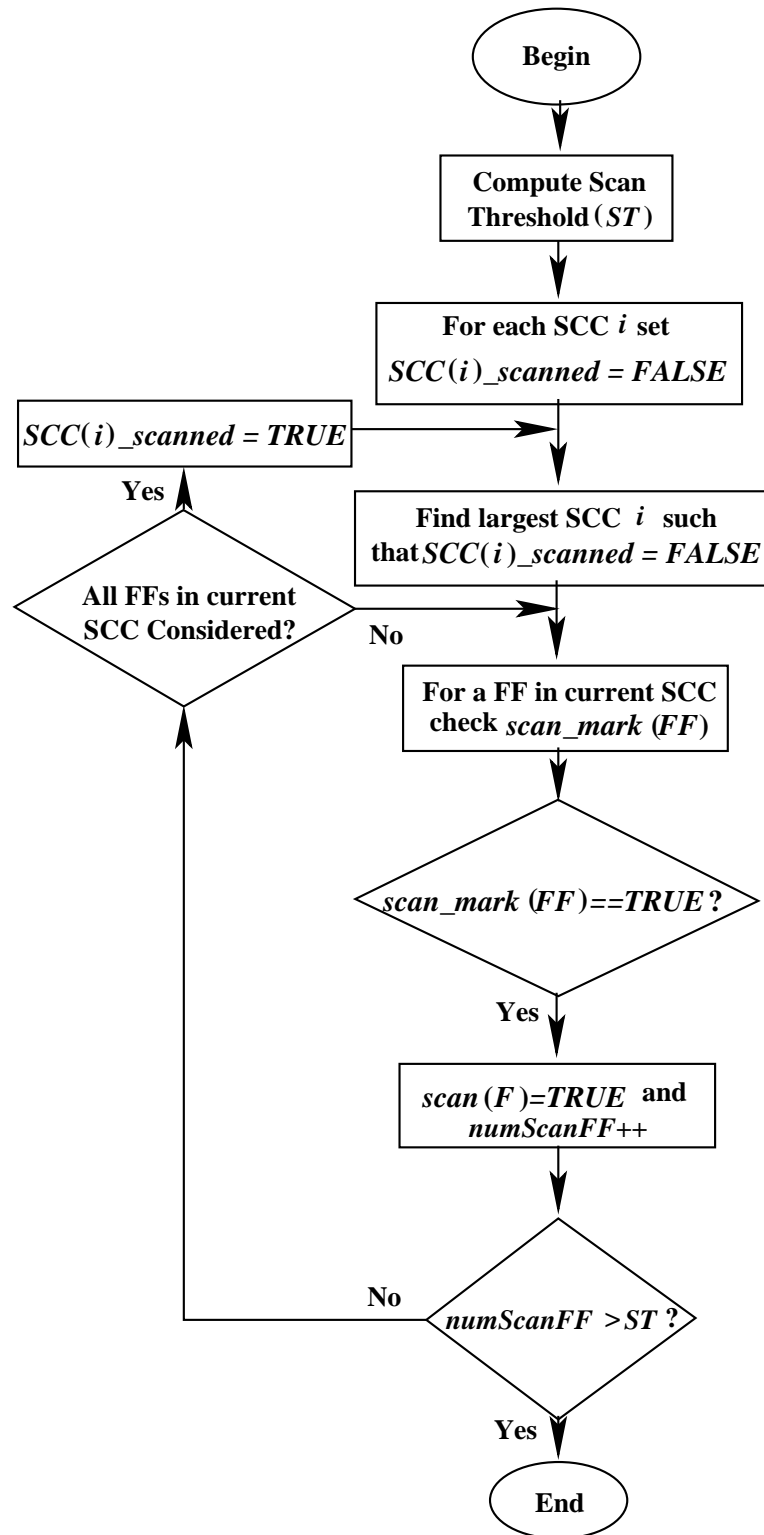 Begin
Compute Scan
Threshold (ST)
For each SCC i set
SCC(i)_scanned = FALSE
SCC(i)_scanned = TRUE
Yes
Find largest SCC i such
that SCC(i)_scanned = FALSE
All FFs in current
SCC Considered?
No
For a FF in current SCC
check scan_mark (FF)
scan_mark (FF)==TRUE ?
Yes
scan (F)=TRUE and
numScanFF++
No
numScanFF >ST ?
Yes
End